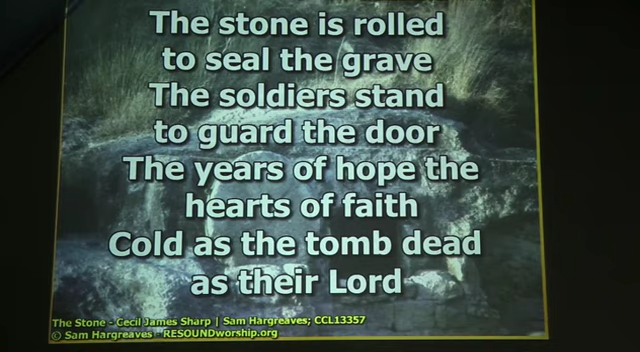 The stone is rolled
to seal the grave
The soldiers stand
to guard the door
The years of hope the
hearts of faith
Cold as the tomb dead
as their Lord
The Stone - Cecil James Sharp | Sam Hargreaves; CCL13357
© Sam Hargreaves - RESOUNDworship.org